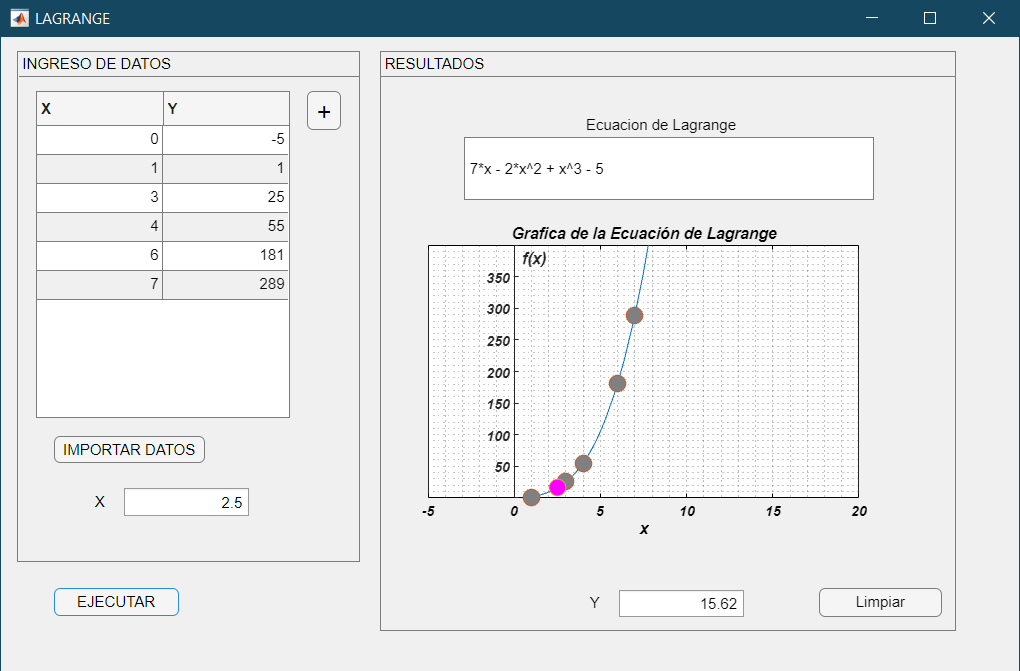 LAGRANGE
INGRESO DE DATOS
X Y
0 -5
1 1
3 25
4 55
6 181
7 289
+
IMPORTAR DATOS
X 2.5
EJECUTAR
RESULTADOS
Ecuacion de Lagrange
7*x - 2*x^2 + x^3 - 5
Grafica de la Ecuación de Lagrange
f(x)
350
300
250
200
150
100
50
-5 0 5 10 15 20
x
Y 15.62
Limpiar